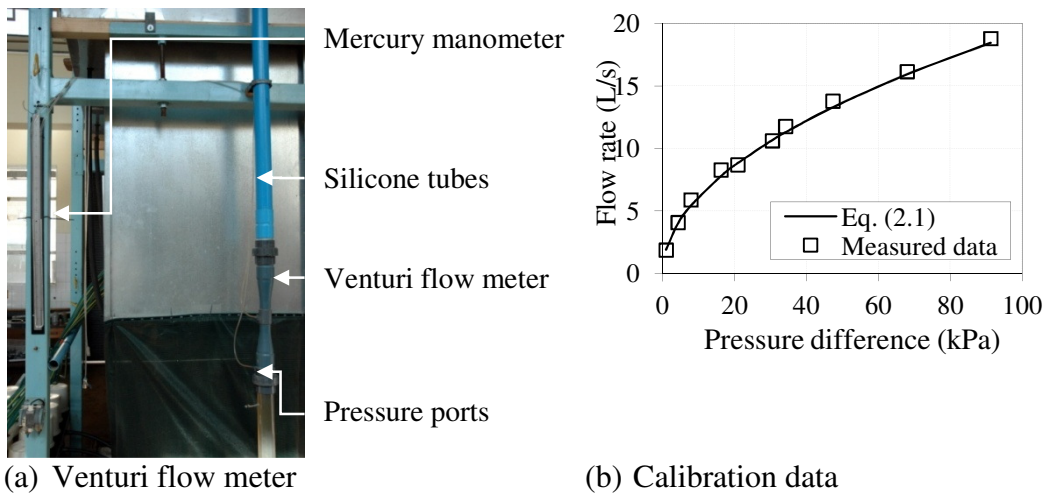 Mercury manometer
Silicone tubes
Venturi flow meter
Pressure ports
(a) Venturi flow meter
20
15
10
5
0
Flow rate (L/s)
Eq. (2.1)
Measured data
0 20 40 60 80 100
Pressure difference (kPa)
(b) Calibration data